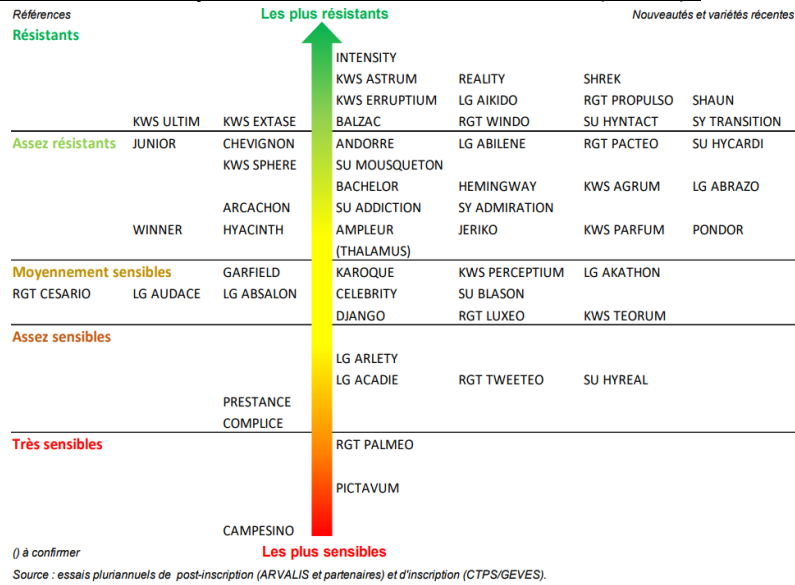 Références Les plus résistants Nouveautés et variétés récentes
Résistants
INTENSITY
KWS ASTRUM REALITY SHREK
KWS ERRUPTIUM LG AIKIDO RGT PROPULSO SHAUN
KWS ULTIM KWS EXTASE BALZAC RGT WINDO SU HYNTACT SY TRANSITION
Assez résistants JUNIOR CHEVIGNON ANDORRE LG ABILENE RGT PACTEO SU HYCARDI
KWS SPHERE SU MOUSQUETON
BACHELOR HEMINGWAY KWS AGRUM LG ABRAZO
ARCACHON SU ADDICTION SY ADMIRATION
WINNER HYACINTH AMPLEUR JERIKO KWS PARFUM PONDOR
(THALAMUS)
Moyennement sensibles GARFIELD KAROQUE KWS PERCEPTIUM LG AKATHON
RGT CESARIO LG AUDACE LG ABSALON CELEBRITY SU BLASON
DJANGO RGT LUXEO KWS TEORUM
Assez sensibles
LG ARLETY
LG ACADIE RGT TWEETEO SU HYREAL
PRESTANCE
COMPLICE
Très sensibles RGT PALMEO
PICTAVUM
CAMPESINO
() à confirmer Les plus sensibles
Source : essais pluriannuels de post-inscription (ARVALIS et partenaires) et d'inscription (CTPS/GEVES).